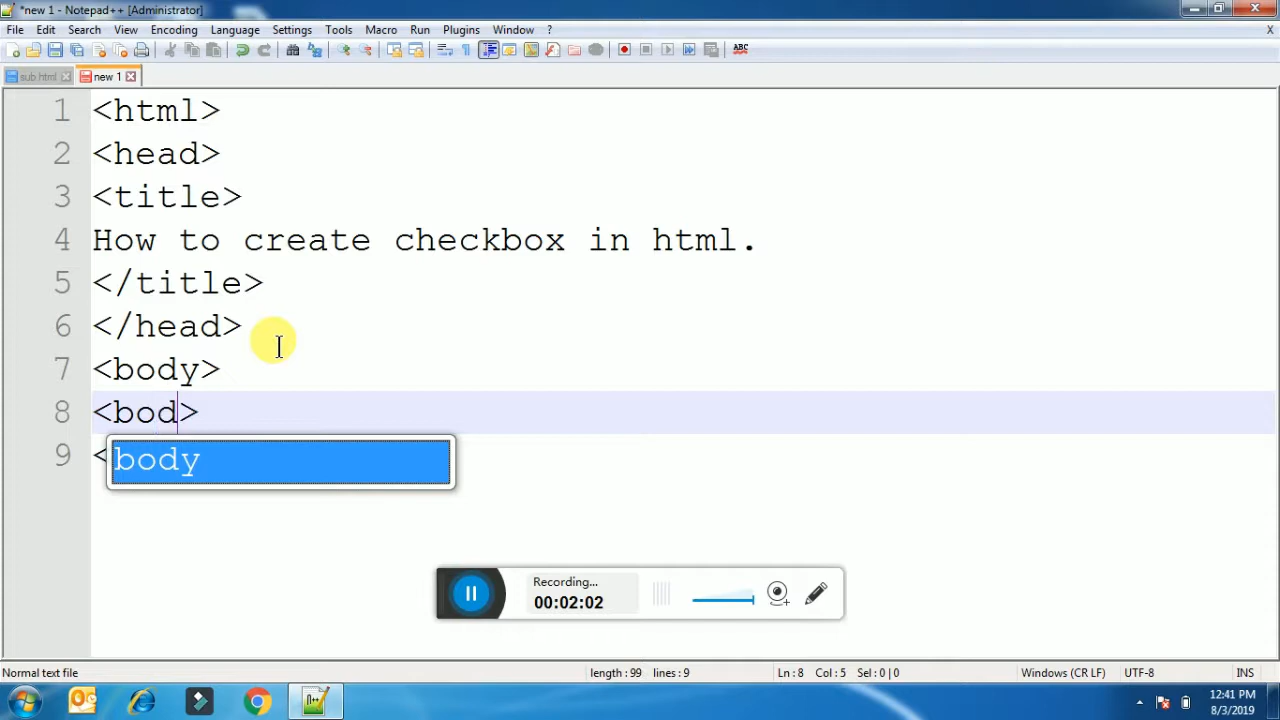 *new 1 - Notepad++ [Administrator]
File Edit Search View Encoding Language Settings Tools Macro Run Plugins Window ? X
ABC
sub.html new 1
1 <html>
2 <head>
3 <title>
4 How to create checkbox in html.
5 </title>
6 </head>
7 <body>
8 <bod>
9 <
body
Recording...
00:02:02
Normal text file length : 99 lines : 9 Ln : 8 Col : 5 Sel : 0 | 0 Windows (CR LF) UTF-8 INS
12:41 PM
8/3/2019